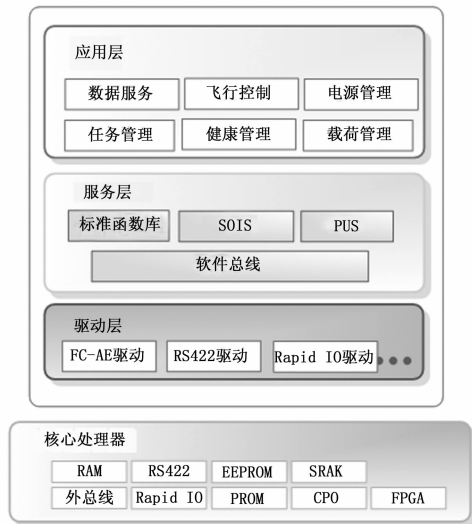 应用层
数据服务 飞行控制 电源管理
任务管理 健康管理 载荷管理
服务层
标准函数库 SOIS PUS
软件总线
驱动层
FC-AE驱动 RS422驱动 Rapid IO驱动
核心处理器
RAM RS422 EEPROM SRAK
外总线 Rapid IO PROM CPO FPGA